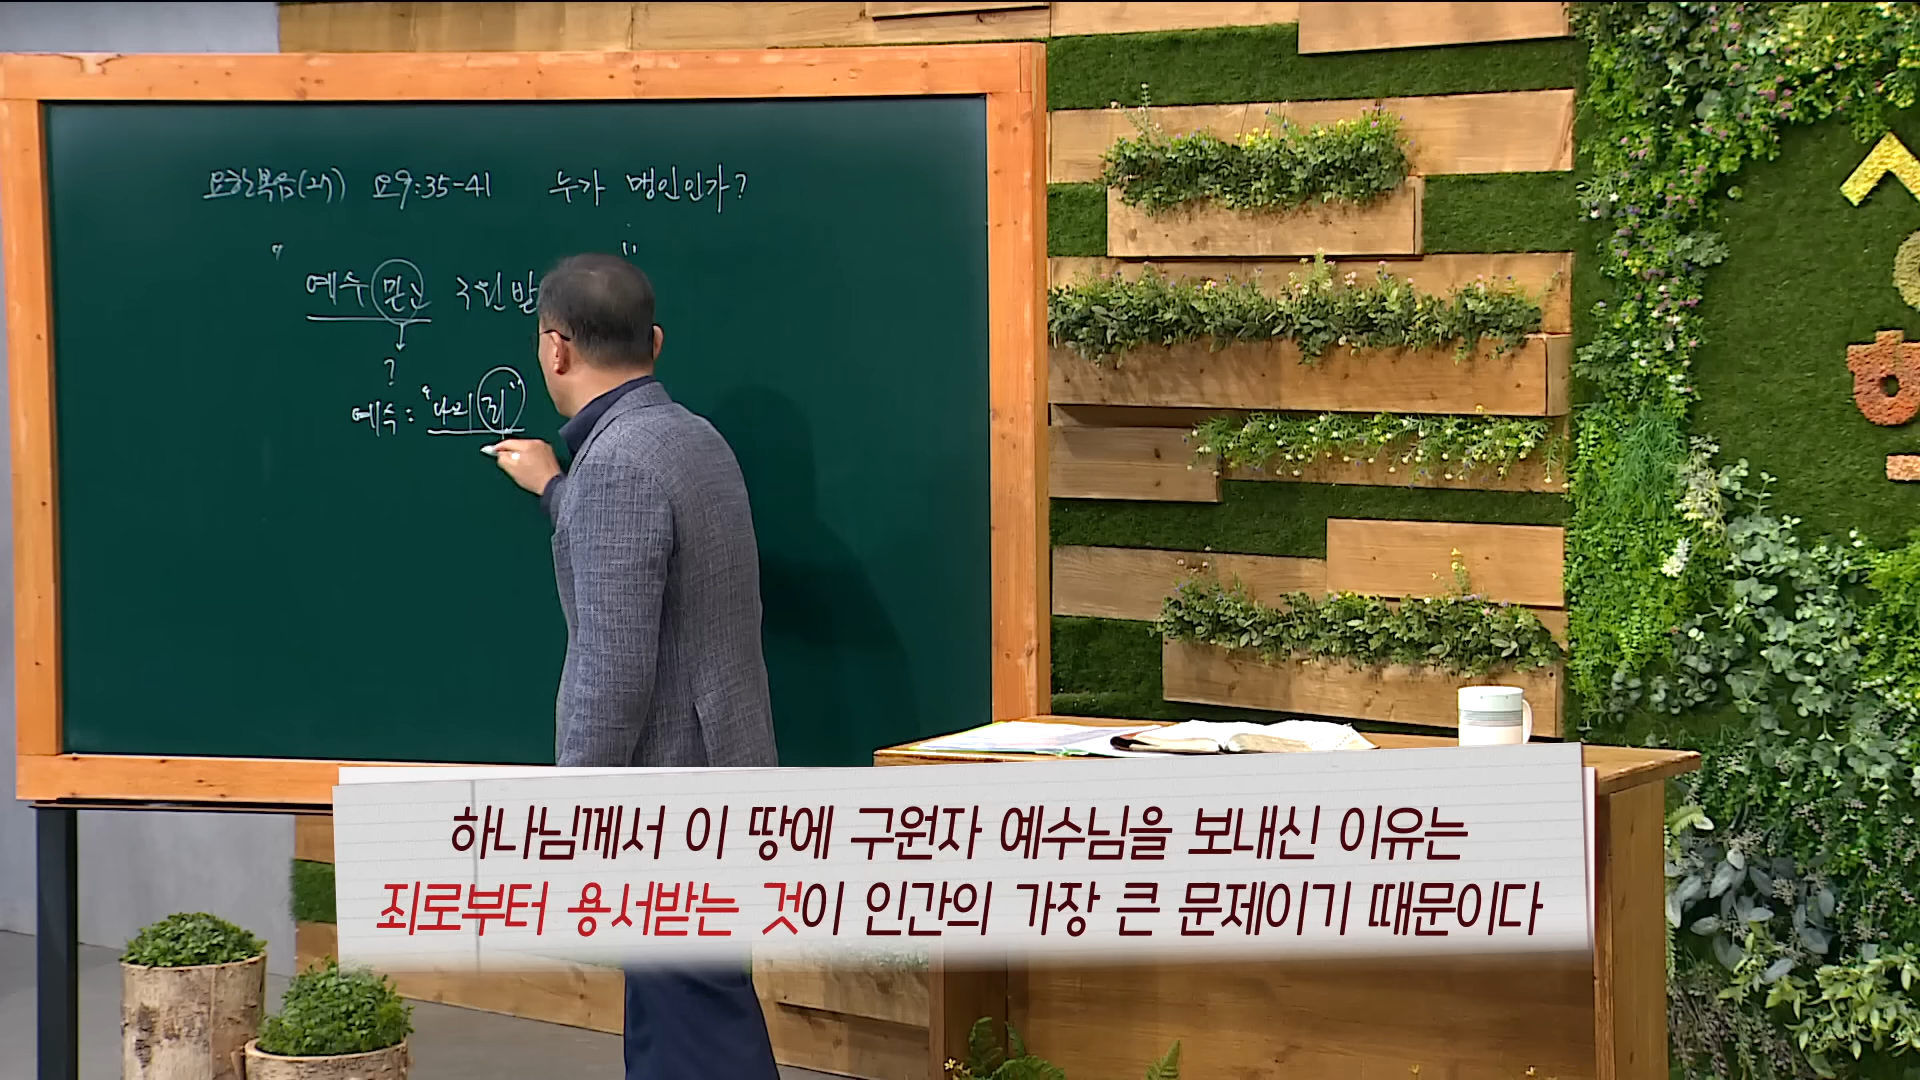 요한복음(27) 요9:35-41 누가 맹인인가?
"예수 믿고 구원받 "
?
예수: "나의 죄"
하나님께서 이 땅에 구원자 예수님을 보내신 이유는
죄로부터 용서받는 것이 인간의 가장 큰 문제이기 때문이다